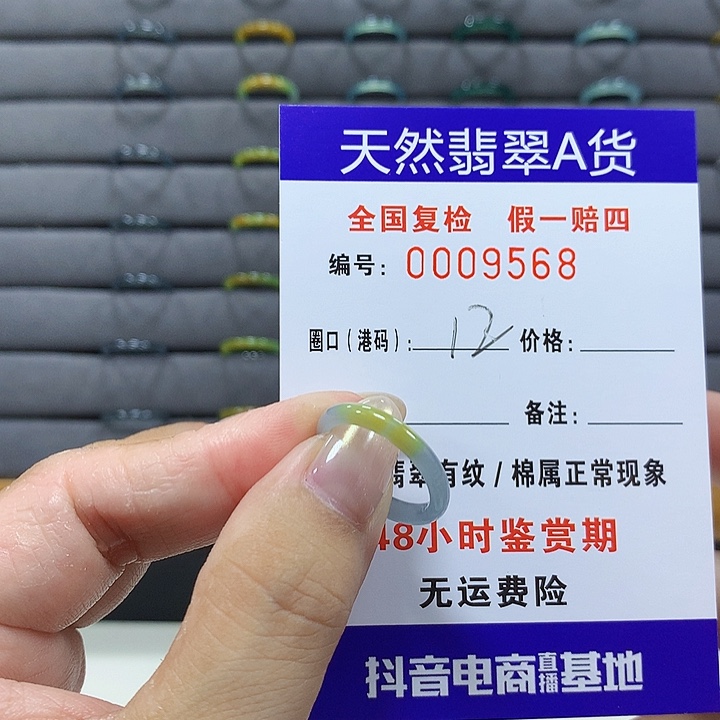 天然翡翠A货
全国复检 假一赔四
编号：0009568
圈口（港码）：12 价格：
备注：
翡翠有纹/棉属正常现象
48小时鉴赏期
无运费险
抖音电商直播基地